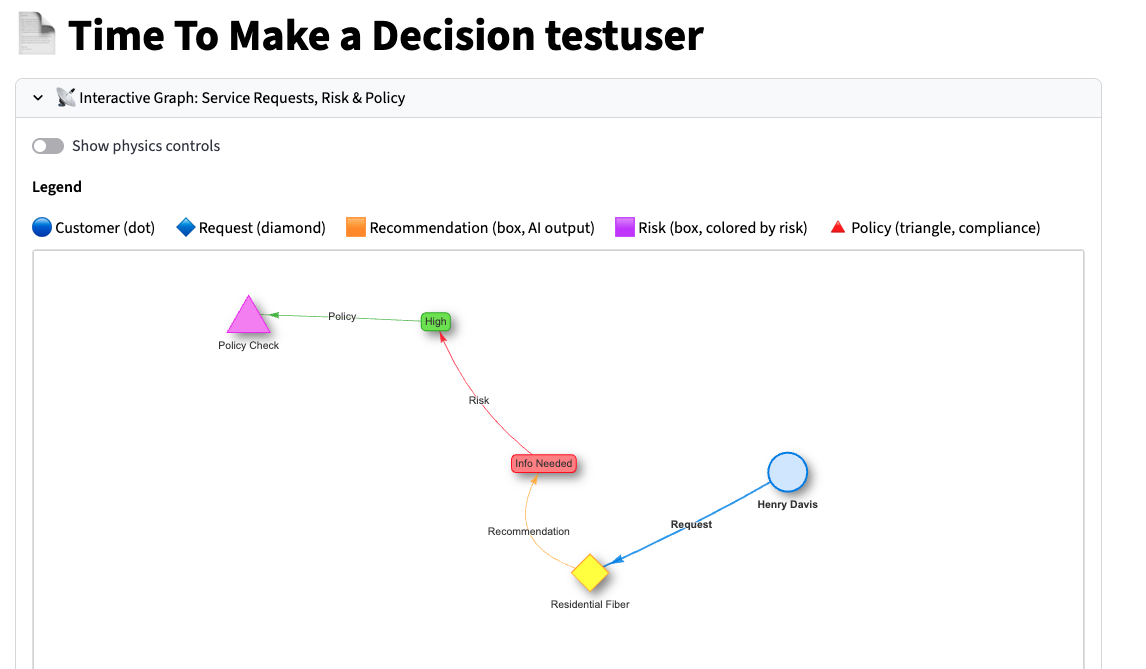 Time To Make a Decision testuser
Interactive Graph: Service Requests, Risk & Policy
Show physics controls
Legend
Customer (dot) Request (diamond) Recommendation (box, AI output) Risk (box, colored by risk) Policy (triangle, compliance)
Policy High
Policy Check
Risk
Info Needed
Henry Davis
Request
Recommendation
Residential Fiber